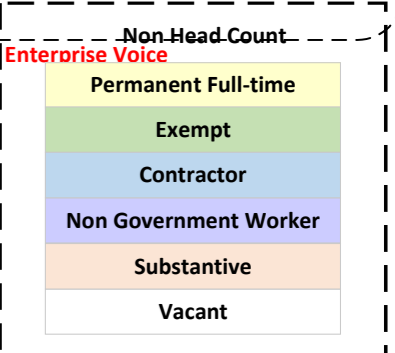 Non Head Count
Enterprise Voice
Permanent Full-time
Exempt
Contractor
Non Government Worker
Substantive
Vacant